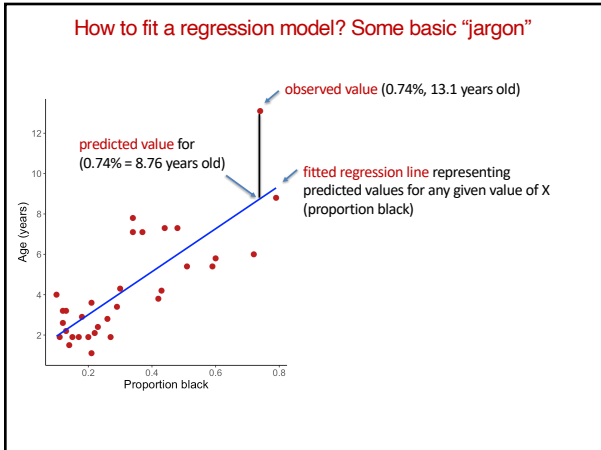 How to fit a regression model? Some basic “jargon”
observed value (0.74%, 13.1 years old)
predicted value for
(0.74% = 8.76 years old)
fitted regression line representing
predicted values for any given value of X
(proportion black)
Age (years)
12
10
8
6
4
2
0.2
0.4
0.6
0.8
Proportion black